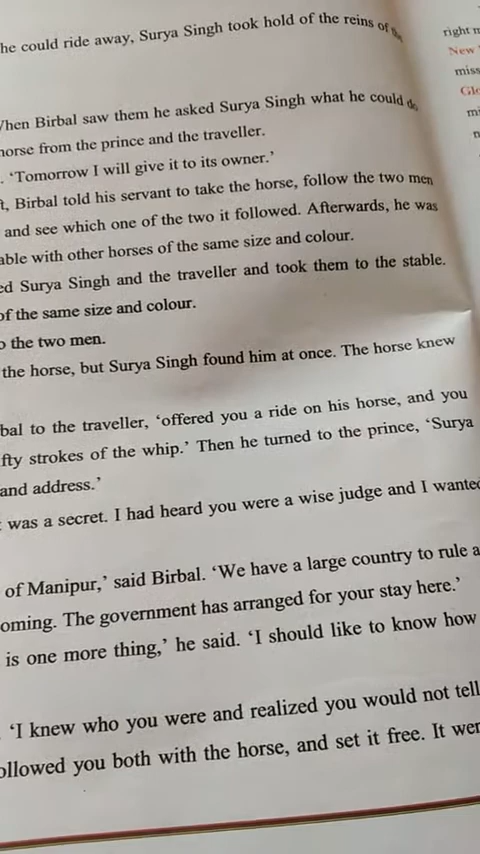 he could ride away, Surya Singh took hold of the reins of the
When Birbal saw them he asked Surya Singh what he could do
horse from the prince and the traveller.
. ‘Tomorrow I will give it to its owner.’
t, Birbal told his servant to take the horse, follow the two men
and see which one of the two it followed. Afterwards, he was
able with other horses of the same size and colour.
ed Surya Singh and the traveller and took them to the stable.
of the same size and colour.
o the two men.
the horse, but Surya Singh found him at once. The horse knew
bal to the traveller, ‘offered you a ride on his horse, and you
fty strokes of the whip.’ Then he turned to the prince, ‘Surya
and address.’
was a secret. I had heard you were a wise judge and I wanted
of Manipur,’ said Birbal. ‘We have a large country to rule a
oming. The government has arranged for your stay here.’
is one more thing,’ he said. ‘I should like to know how
‘I knew who you were and realized you would not tell
ollowed you both with the horse, and set it free. It wer
right m
New
miss
Glo
mi
n